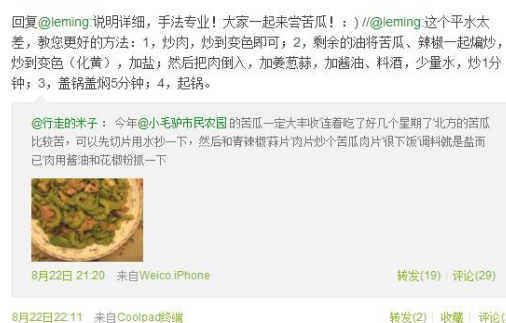 回复@leming:说明详细，手法专业！大家一起来尝苦瓜！：) //@leming:这个平水太
差，教您更好的方法：1，炒肉，炒到变色即可；2，剩余的油将苦瓜、辣椒一起煸炒，
炒到变色（化黄），加盐；然后把肉倒入，加姜葱蒜，加酱油、料酒，少量水，炒1分
钟；3，盖锅盖焖5分钟；4，起锅。
@行走的米子： 今年@小毛驴市民农园 的苦瓜一定大丰收'连着吃了好几个星期了'北方的苦瓜
比较苦，可以先切片用水抄一下，然后和青辣椒'蒜片'肉片'炒个苦瓜肉片'很下饭'调料就是盐而
已'肉用酱油和花椒粉抓一下
8月22日 21:20 来自Weico.iPhone 转发(19) 评论(29)
8月22日22:11 来自Coolpad终端 转发(2) 收藏 评论(